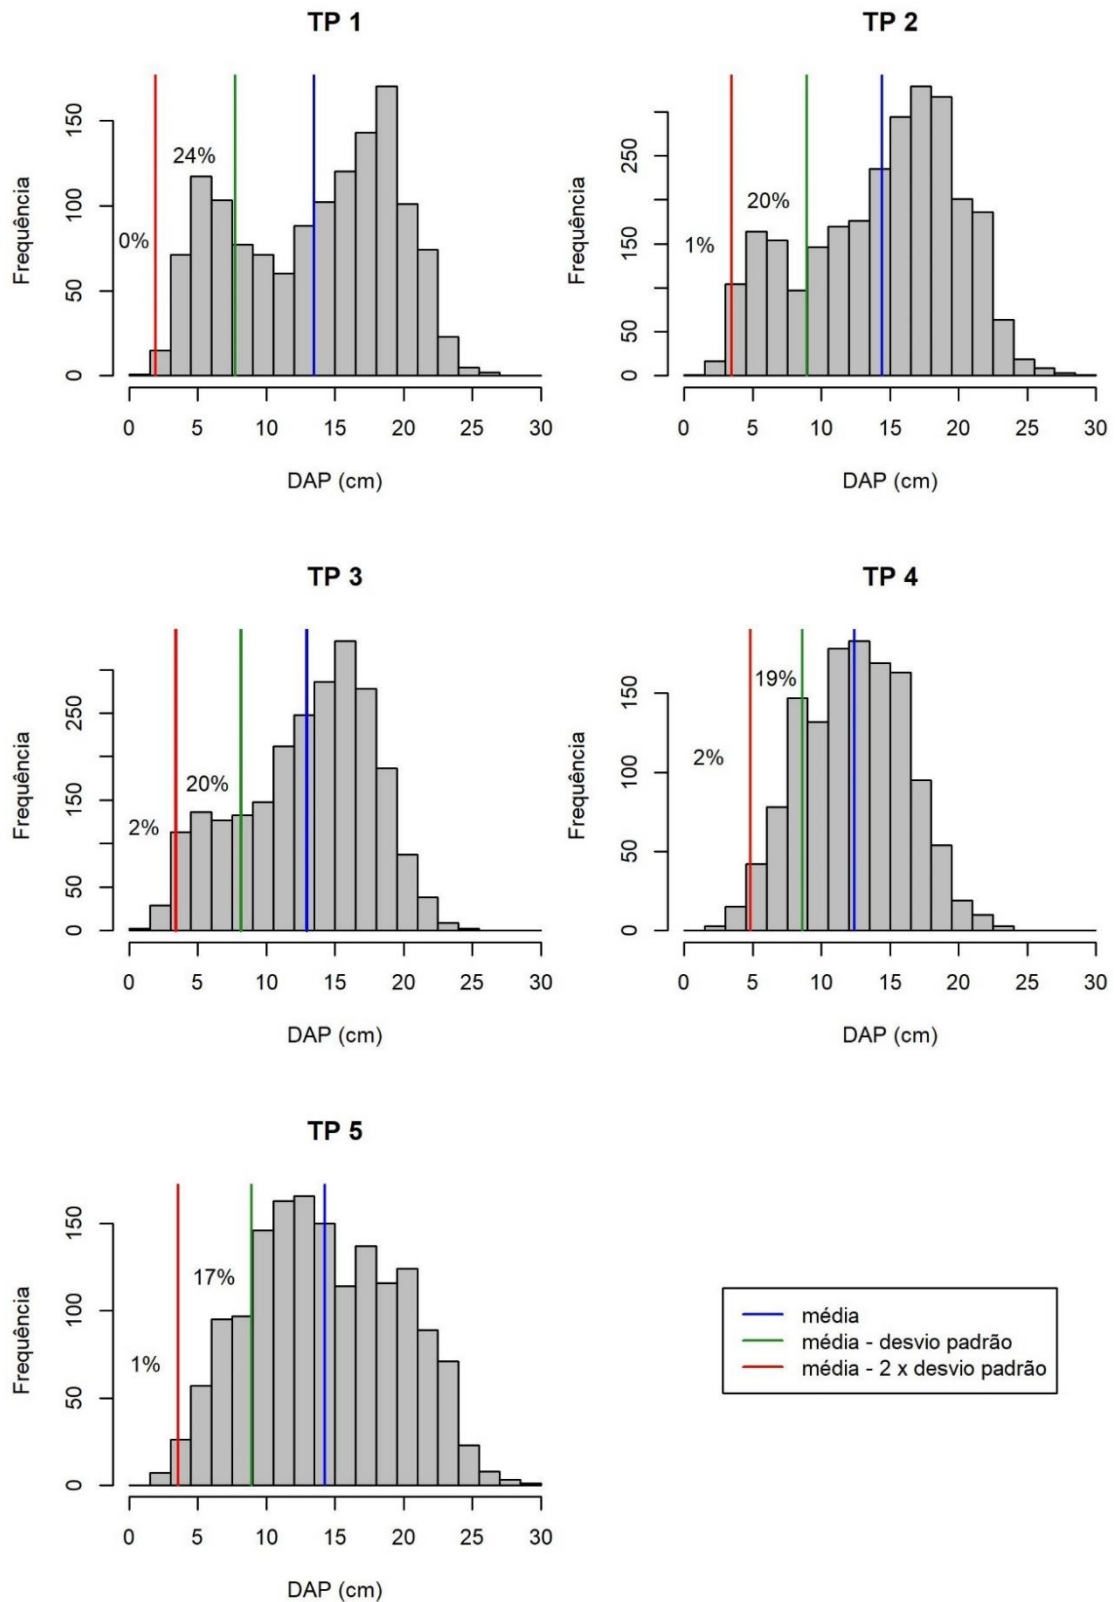 TP 1
Frequência
0 50 100 150
0%
24%
0 5 10 15 20 25 30
DAP (cm)
TP 2
Frequência
0 50 150 250
1%
20%
0 5 10 15 20 25 30
DAP (cm)
TP 3
Frequência
0 50 150 250
2%
20%
0 5 10 15 20 25 30
DAP (cm)
TP 4
Frequência
0 50 100 150
2%
19%
0 5 10 15 20 25 30
DAP (cm)
TP 5
Frequência
0 50 100 150
1%
17%
0 5 10 15 20 25 30
DAP (cm)
média
média - desvio padrão
média - 2 x desvio padrão